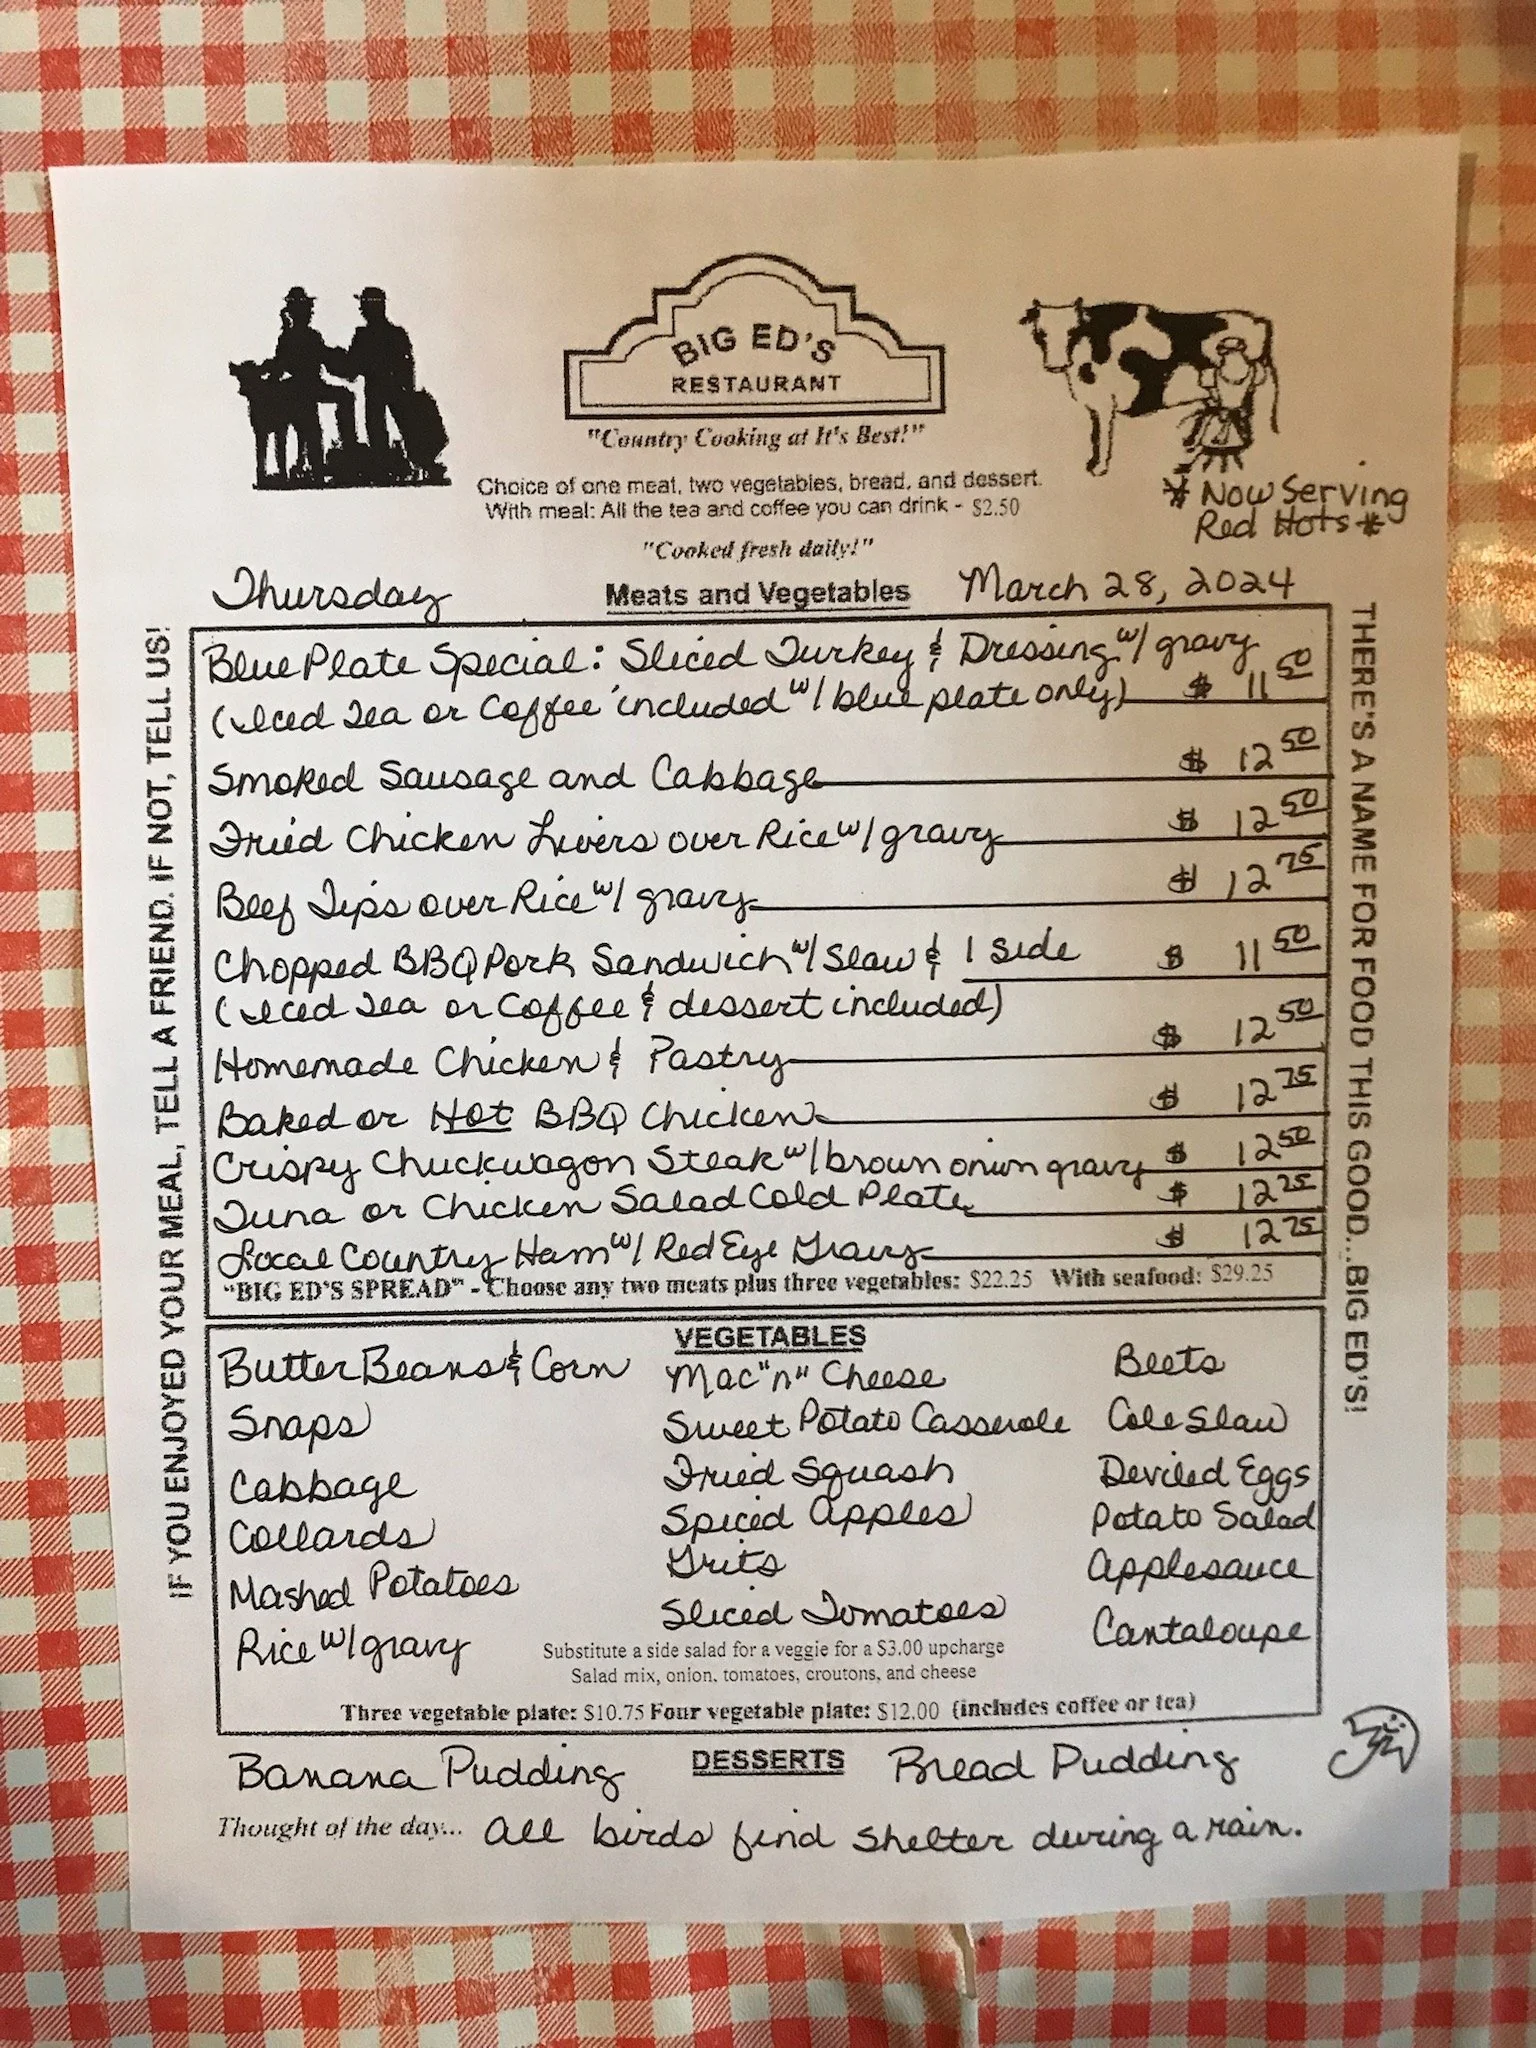 BIG ED'S
RESTAURANT
"Country Cooking at It's Best!"
Choice of one meat, two vegetables, bread, and dessert.
With meal: All the tea and coffee you can drink - $2.50
"Cooked fresh daily!"
* Now Serving
Red Hots *
Thursday Meats and Vegetables March 28, 2024
IF YOU ENJOYED YOUR MEAL, TELL A FRIEND. IF NOT, TELL US!
Blue Plate Special: Sliced Turkey & Dressing w/ gravy
(Iced Tea or Coffee included w/ blue plate only) $ 11 50
Smoked Sausage and Cabbage $ 12 50
Fried Chicken Livers over Rice w/ gravy $ 12 50
Beef Tips over Rice w/ gravy $ 12 75
Chopped BBQ Pork Sandwich w/ Slaw & 1 side $ 11 50
(Iced Tea or Coffee & dessert included)
Homemade Chicken & Pastry $ 12 50
Baked or Hot BBQ Chicken $ 12 75
Crispy Chuckwagon Steak w/ brown onion gravy $ 12 50
Tuna or Chicken Salad Cold Plate $ 12 25
Local Country Ham w/ Red Eye Gravy $ 12 75
"BIG ED'S SPREAD" - Choose any two meats plus three vegetables: $22.25 With seafood: $29.25
THERE'S A NAME FOR FOOD THIS GOOD...BIG ED'S!
VEGETABLES
Butter Beans & Corn Mac "n" Cheese Beets
Snaps Sweet Potato Casserole Cole Slaw
Cabbage Fried Squash Deviled Eggs
Collards Spiced Apples Potato Salad
Mashed Potatoes Grits Applesauce
Rice w/ gravy Sliced Tomatoes Cantaloupe
Substitute a side salad for a veggie for a $3.00 upcharge
Salad mix, onion, tomatoes, croutons, and cheese
Three vegetable plate: $10.75 Four vegetable plate: $12.00 (includes coffee or tea)
Banana Pudding DESSERTS Bread Pudding
Thought of the day... All birds find shelter during a rain.